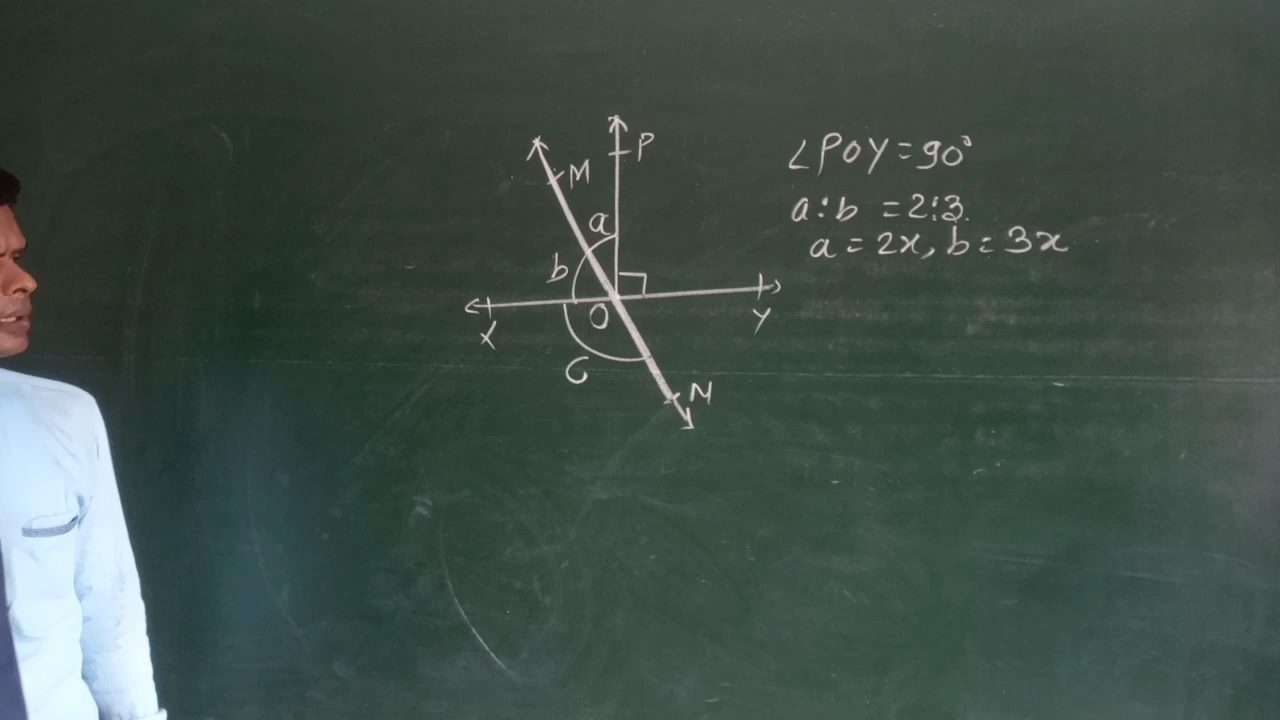 P
M
a
b
O
X
Y
C
N
∠POY=90°
a:b =2:3.
a=2x, b=3x